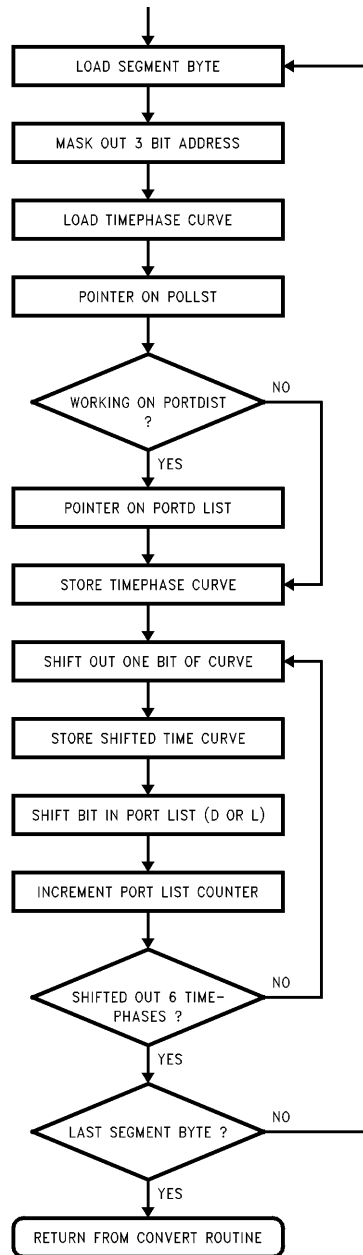 LOAD SEGMENT BYTE
MASK OUT 3 BIT ADDRESS
LOAD TIMEPHASE CURVE
POINTER ON POLLST
WORKING ON PORTDIST
?
NO
YES
POINTER ON PORTD LIST
STORE TIMEPHASE CURVE
SHIFT OUT ONE BIT OF CURVE
STORE SHIFTED TIME CURVE
SHIFT BIT IN PORT LIST (D OR L)
INCREMENT PORT LIST COUNTER
SHIFTED OUT 6 TIME-
PHASES ?
NO
YES
LAST SEGMENT BYTE ?
NO
YES
RETURN FROM CONVERT ROUTINE